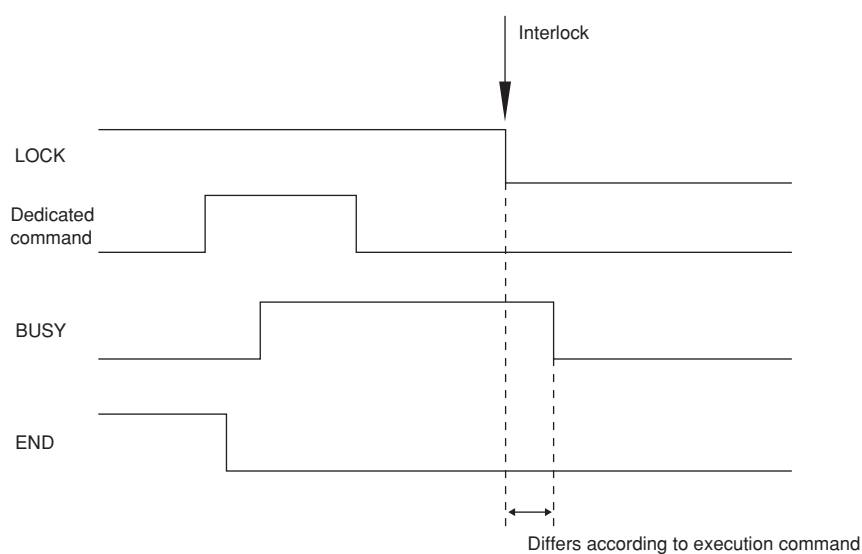 Interlock
LOCK
Dedicated
command
BUSY
END
Differs according to execution command